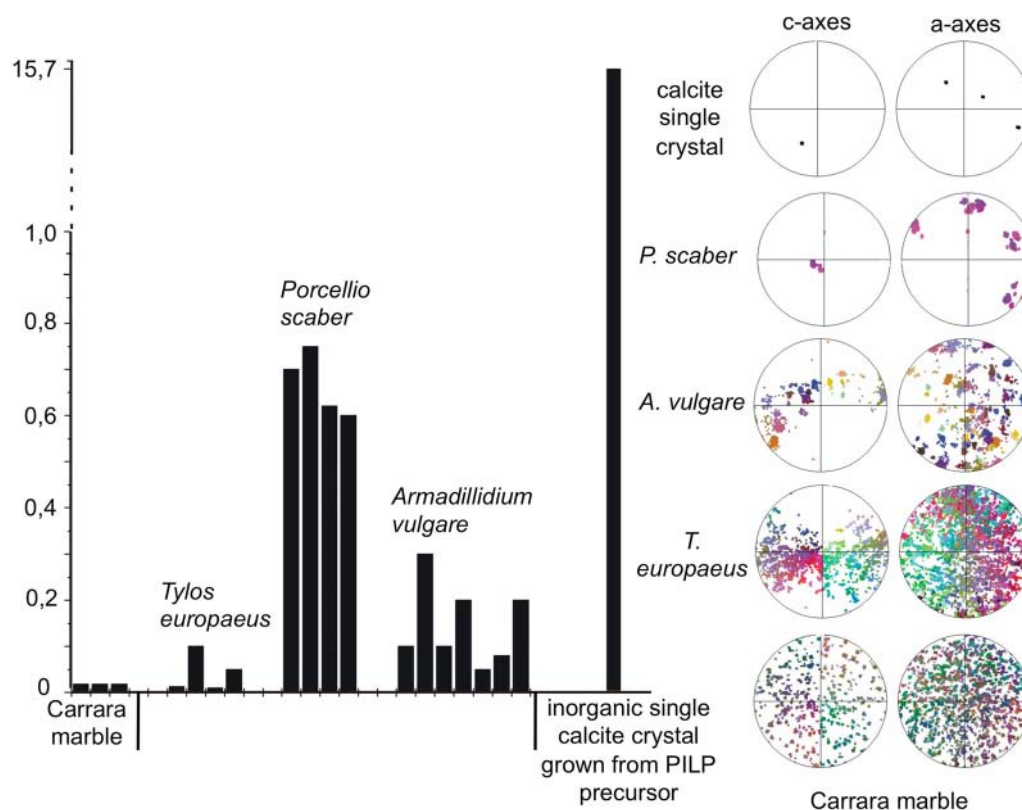 15,7
1,0
0,8
0,6
0,4
0,2
0
Tylos
europaeus
Porcellio
scaber
Armadillidium
vulgare
Carrara
marble
inorganic single
calcite crystal
grown from PILP
precursor
c-axes
a-axes
calcite
single
crystal
P. scaber
A. vulgare
T.
europaeus
Carrara marble